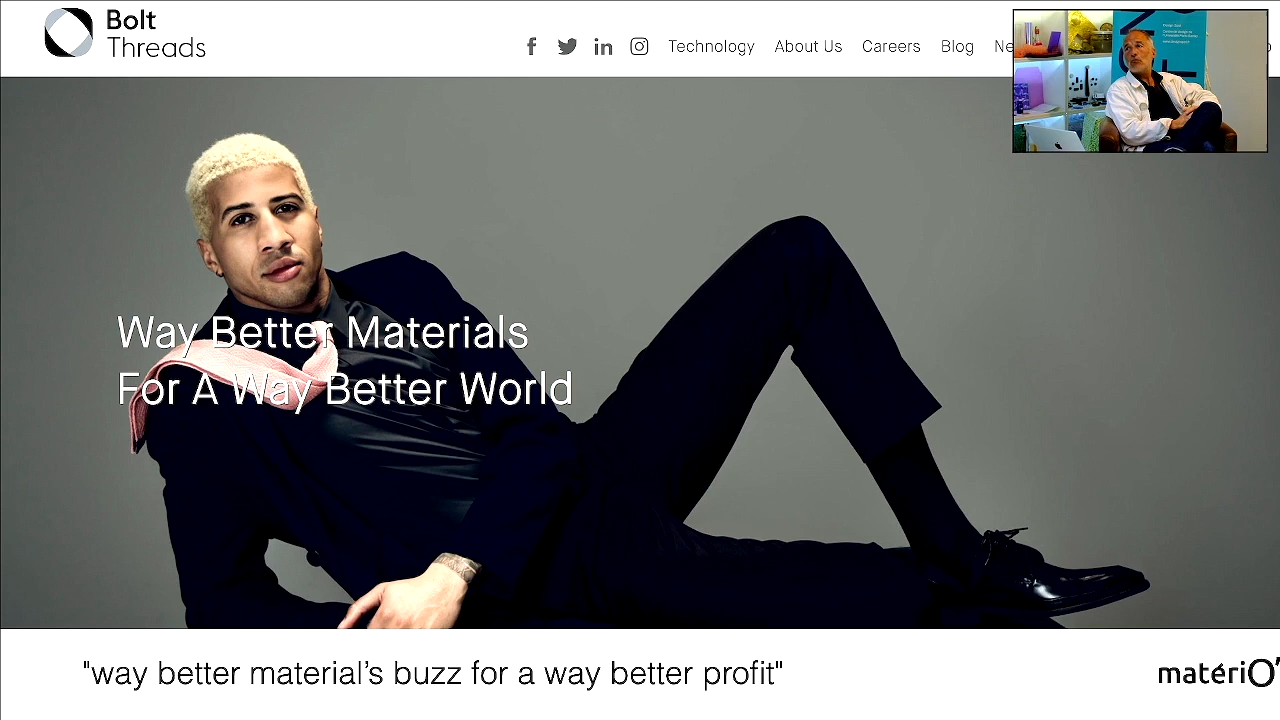 Bolt
Threads
Technology About Us Careers Blog
Way Better Materials
For A Way Better World
"way better material's buzz for a way better profit"
matériO'